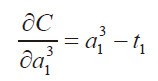 ∂C/∂a₁³ = a₁³ − t₁